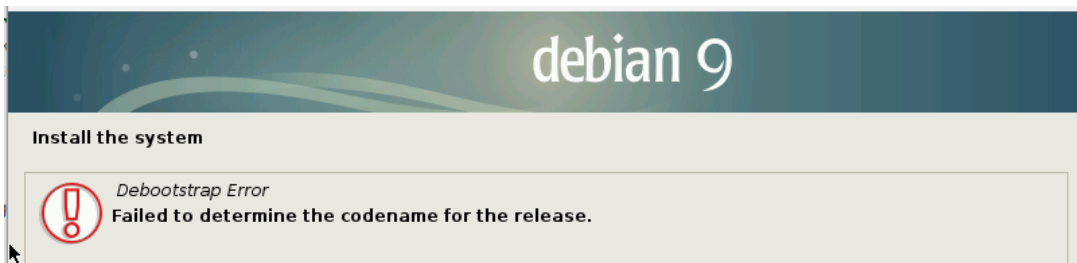 debian 9
Install the system
Debootstrap Error
Failed to determine the codename for the release.